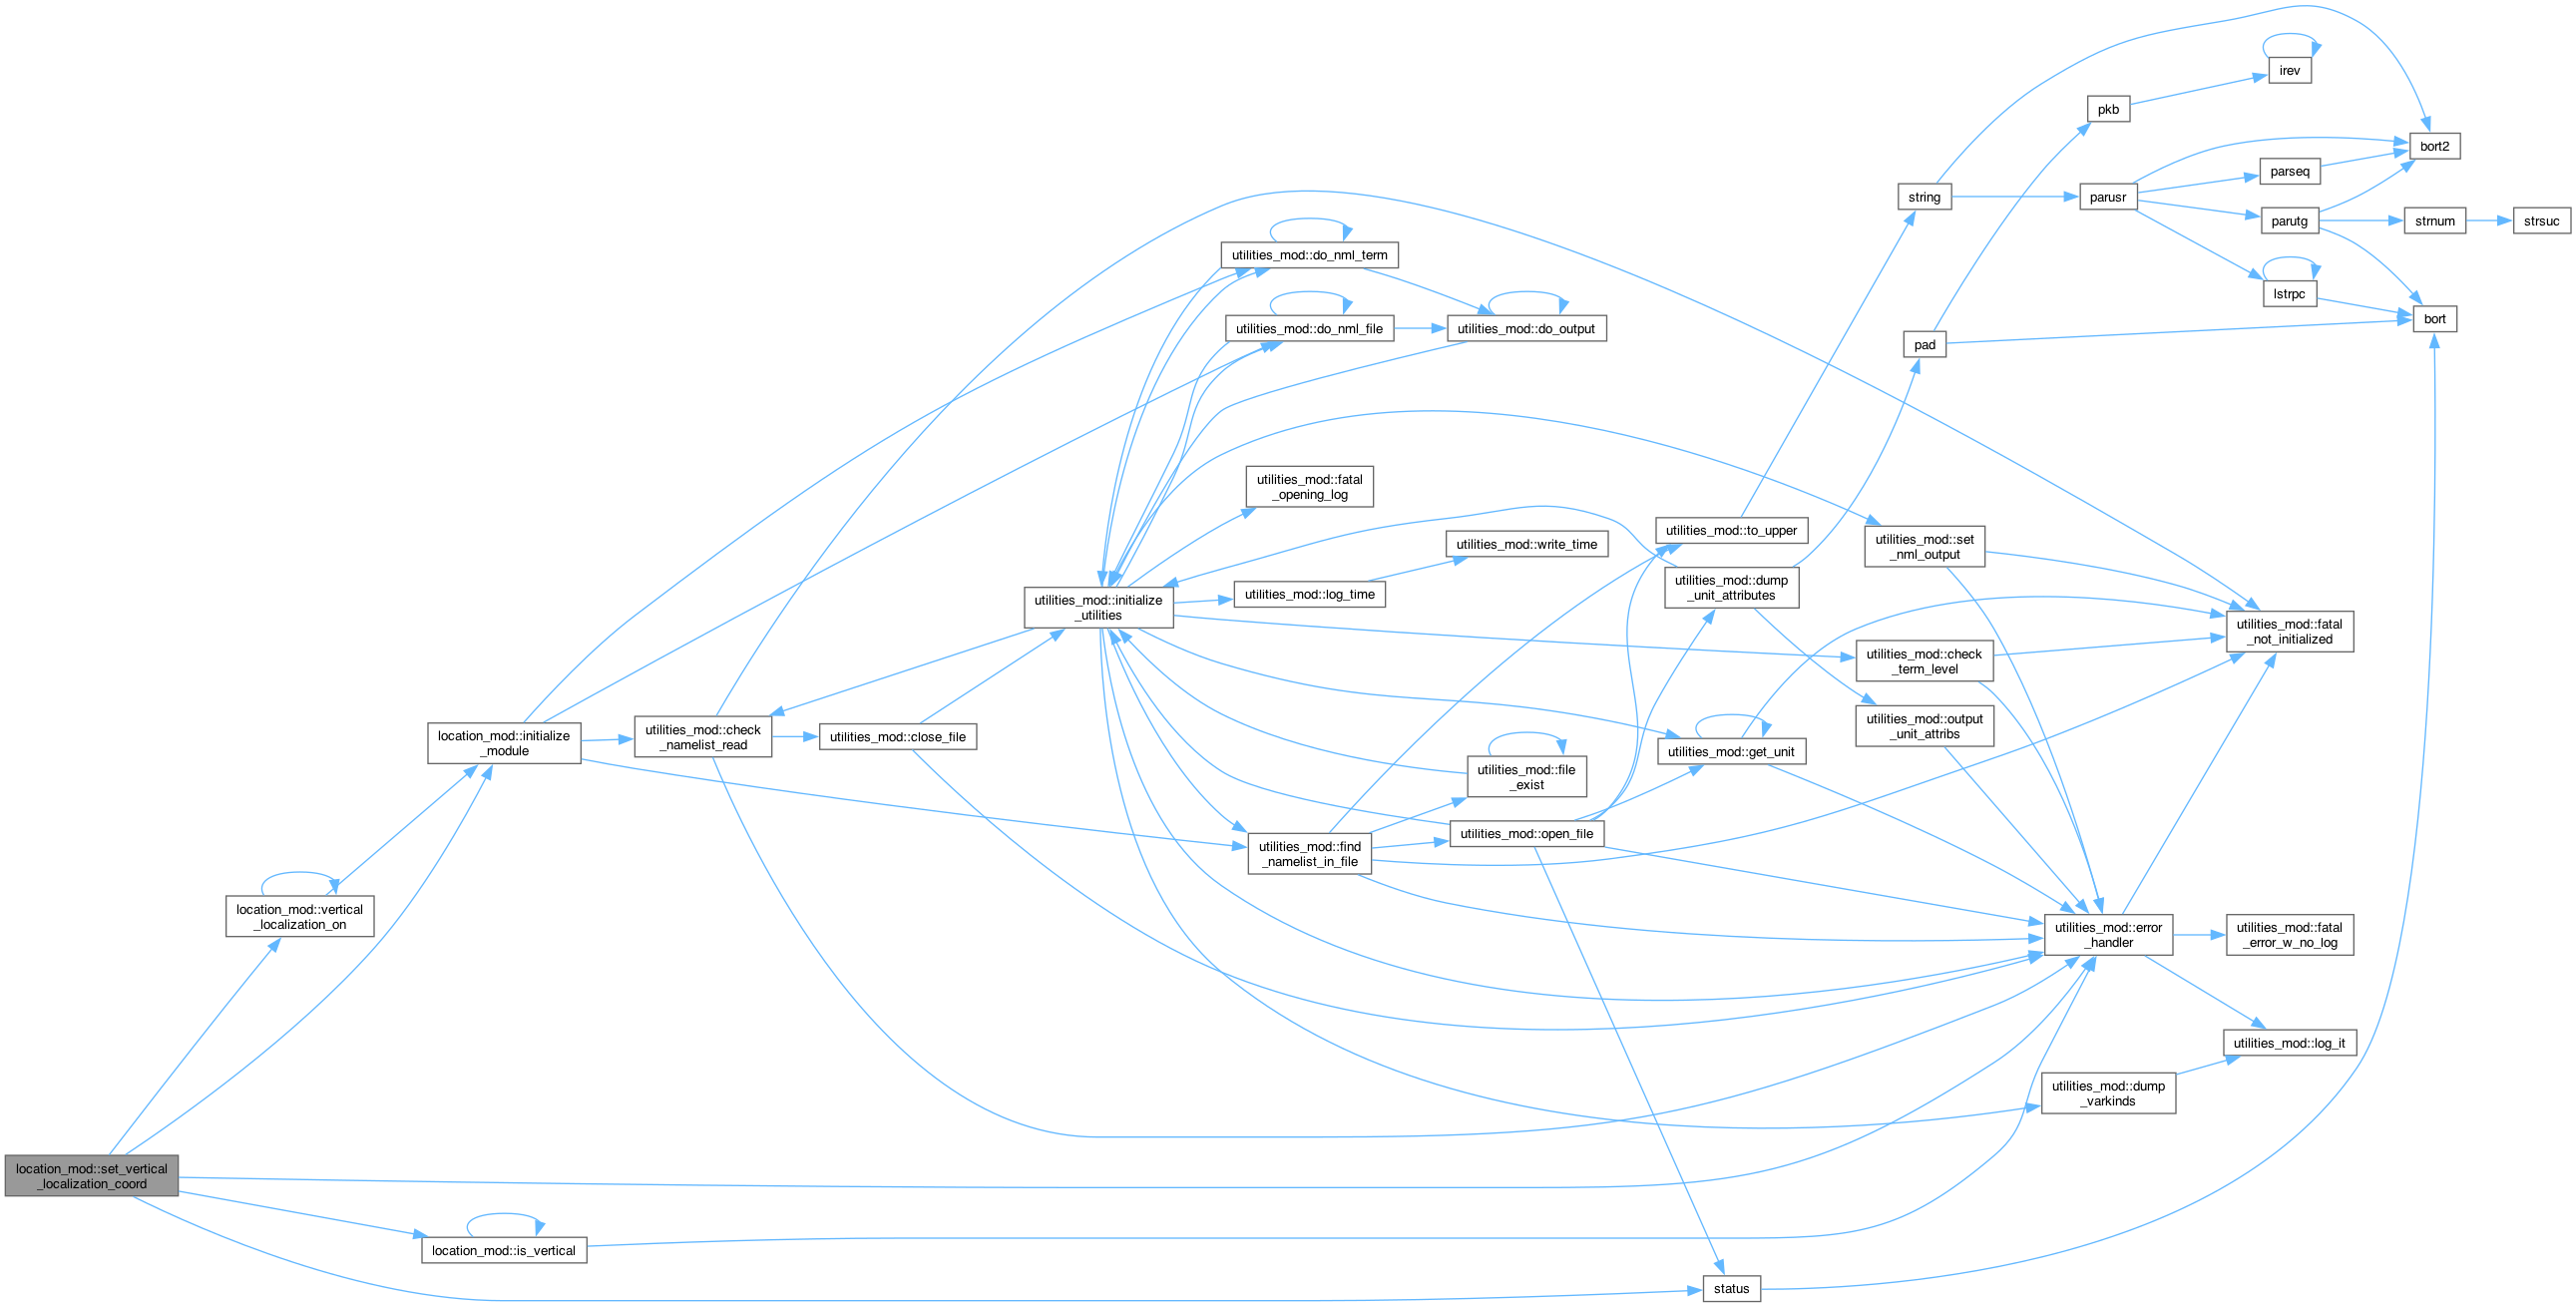 irev
pkb
bort2
parseq
string
parusr
parutg
strnum
strsuc
utilities_mod::do_nml_term
lstrpc
bort
utilities_mod::do_nml_file
utilities_mod::do_output
pad
utilities_mod::fatal
_opening_log
utilities_mod::to_upper
utilities_mod::write_time
utilities_mod::set
_nml_output
utilities_mod::dump
_unit_attributes
utilities_mod::log_time
utilities_mod::initialize
_utilities
utilities_mod::fatal
_not_initialized
utilities_mod::check
_term_level
utilities_mod::output
_unit_attribs
location_mod::initialize
_module
utilities_mod::check
_namelist_read
utilities_mod::close_file
utilities_mod::get_unit
utilities_mod::file
_exist
utilities_mod::open_file
utilities_mod::find
_namelist_in_file
location_mod::vertical
_localization_on
utilities_mod::error
_handler
utilities_mod::fatal
_error_w_no_log
utilities_mod::log_it
utilities_mod::dump
_varkinds
location_mod::set_vertical
_localization_coord
location_mod::is_vertical
status